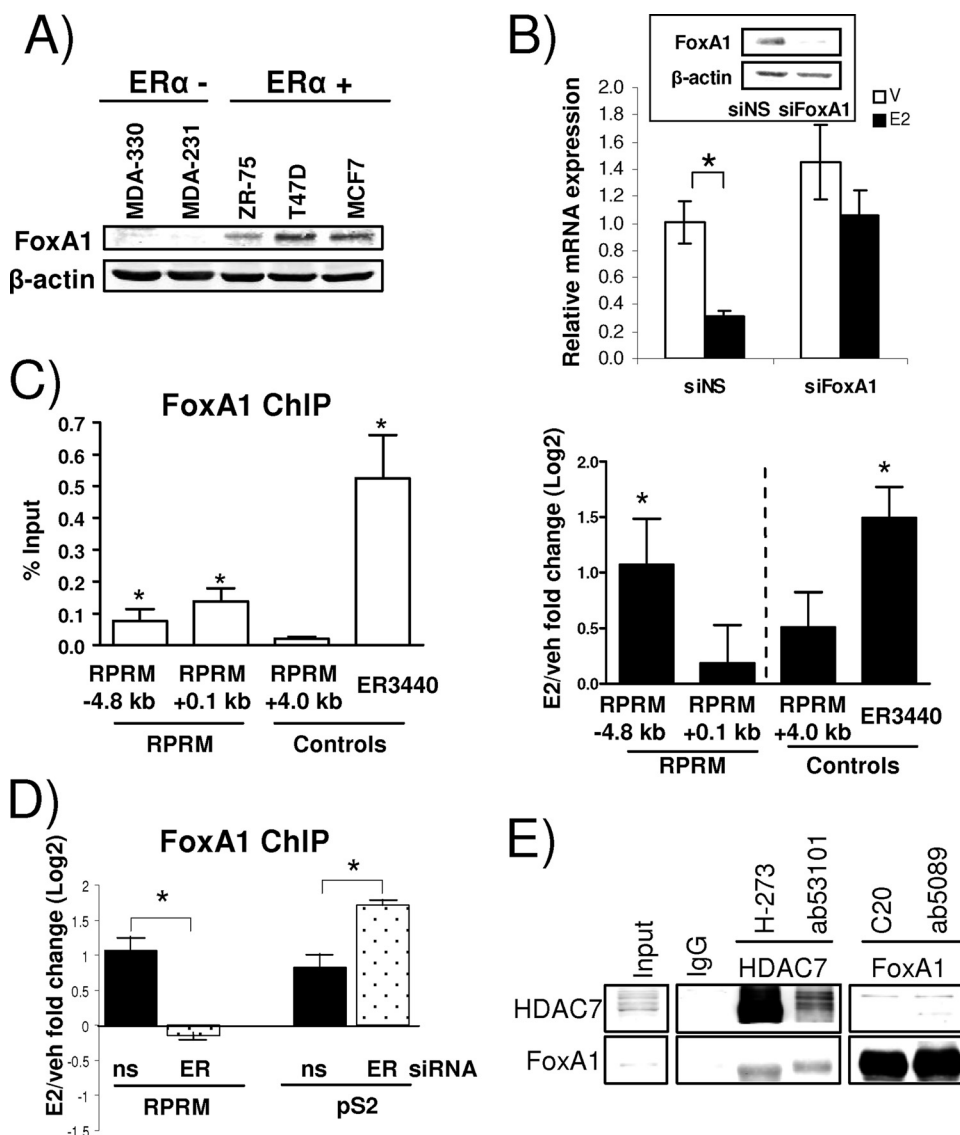 A)
ERα -
ERα +
MDA-330
MDA-231
ZR-75
T47D
MCF7
FoxA1
β-actin
B)
FoxA1
β-actin
siNS siFoxA1
V
E2
Relative mRNA expression
2.0
1.8
1.6
1.4
1.2
1.0
0.8
0.6
0.4
0.2
0.0
*
siNS
siFoxA1
C)
FoxA1 ChIP
% Input
0.7
0.6
0.5
0.4
0.3
0.2
0.1
0.0
*
*
*
RPRM -4.8 kb
RPRM +0.1 kb
RPRM +4.0 kb
ER3440
RPRM
Controls
E2/veh fold change (Log2)
2.0
1.5
1.0
0.5
0.0
*
*
RPRM -4.8 kb
RPRM +0.1 kb
RPRM +4.0 kb
ER3440
RPRM
Controls
D)
FoxA1 ChIP
E2/veh fold change (Log2)
2
1.5
1
0.5
0
-0.5
-1
-1.5
*
*
ns
ER
ns
ER siRNA
RPRM
pS2
E)
Input
IgG
H-273
ab53101
C20
ab5089
HDAC7
FoxA1
HDAC7
FoxA1